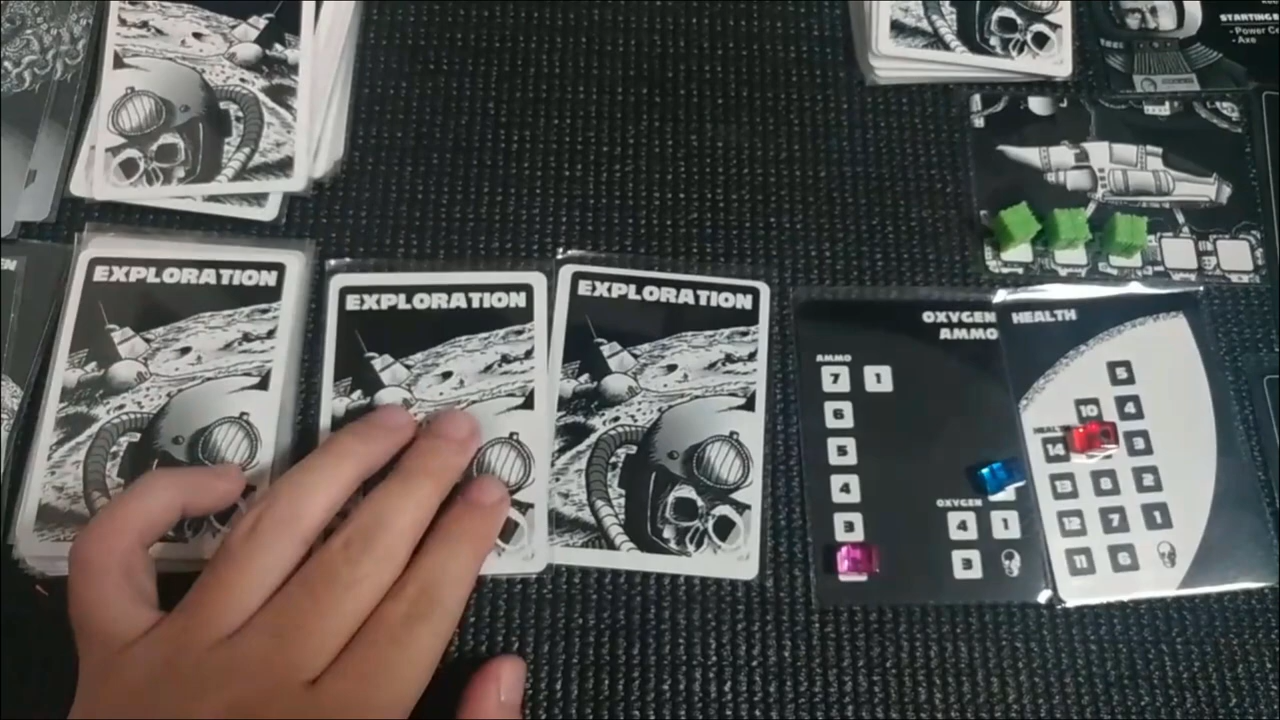 STARTING
- Power Ce
- Axe
EXPLORATION
EXPLORATION
EXPLORATION
OXYGEN
AMMO
HEALTH
AMMO
7 1
6
5
4
3
OXYGEN
4 1
3
5
10 4
14 3
13 8 2
12 7 1
11 6